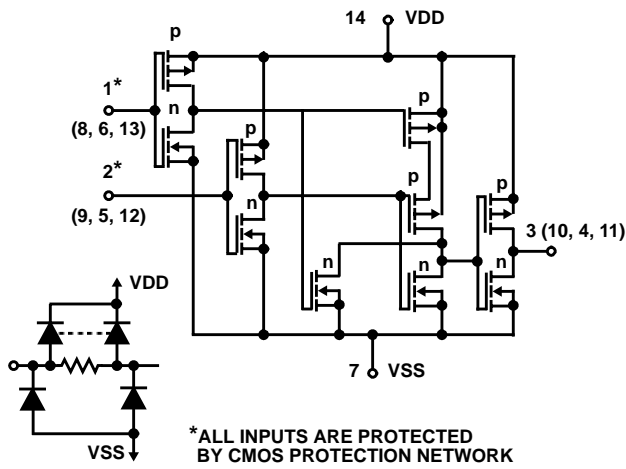 14 VDD
p
1*
n
(8, 6, 13)
p
p
2*
(9, 5, 12)
n
p
p
3 (10, 4, 11)
n
n
n
VDD
7 VSS
VSS
*ALL INPUTS ARE PROTECTED
BY CMOS PROTECTION NETWORK